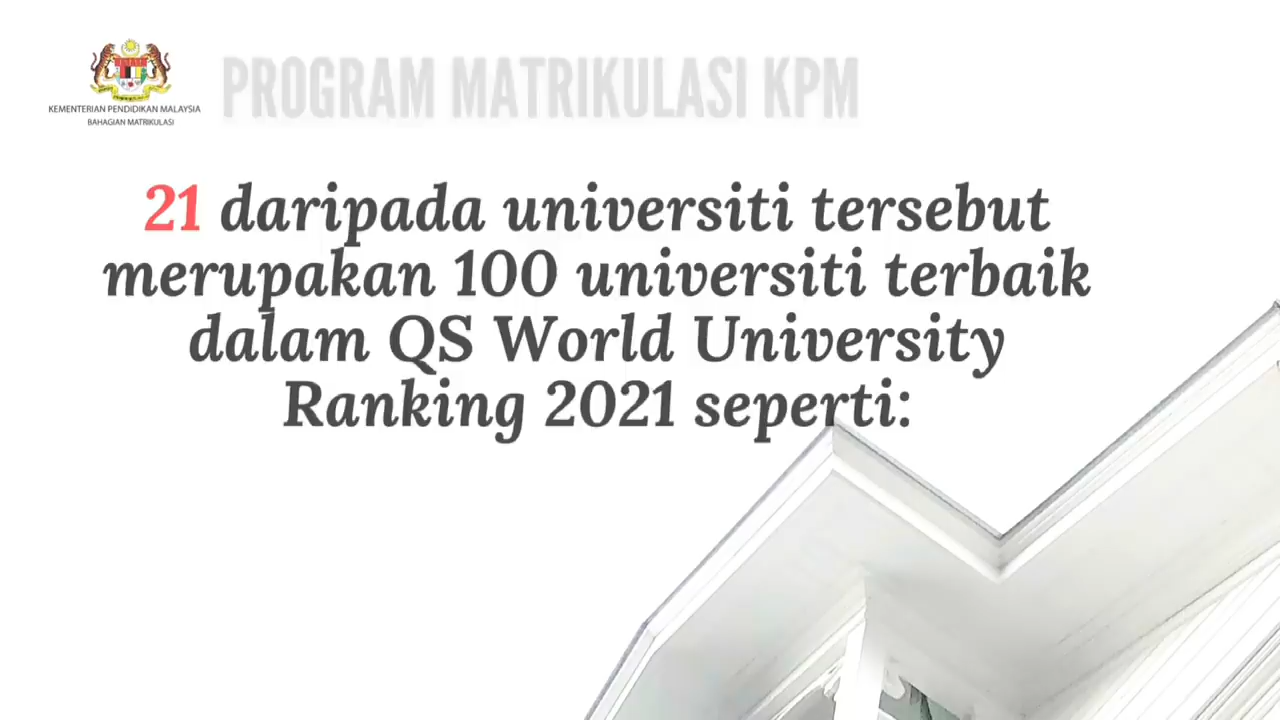 KEMENTERIAN PENDIDIKAN MALAYSIA
BAHAGIAN MATRIKULASI
PROGRAM MATRIKULASI KPM
21 daripada universiti tersebut
merupakan 100 universiti terbaik
dalam QS World University
Ranking 2021 seperti: